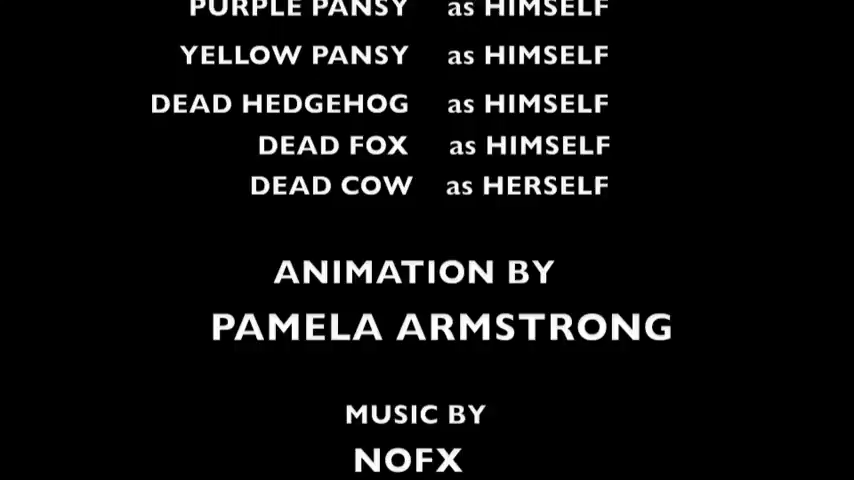 PURPLE PANSY as HIMSELF
YELLOW PANSY as HIMSELF
DEAD HEDGEHOG as HIMSELF
DEAD FOX as HIMSELF
DEAD COW as HERSELF
ANIMATION BY
PAMELA ARMSTRONG
MUSIC BY
NOFX